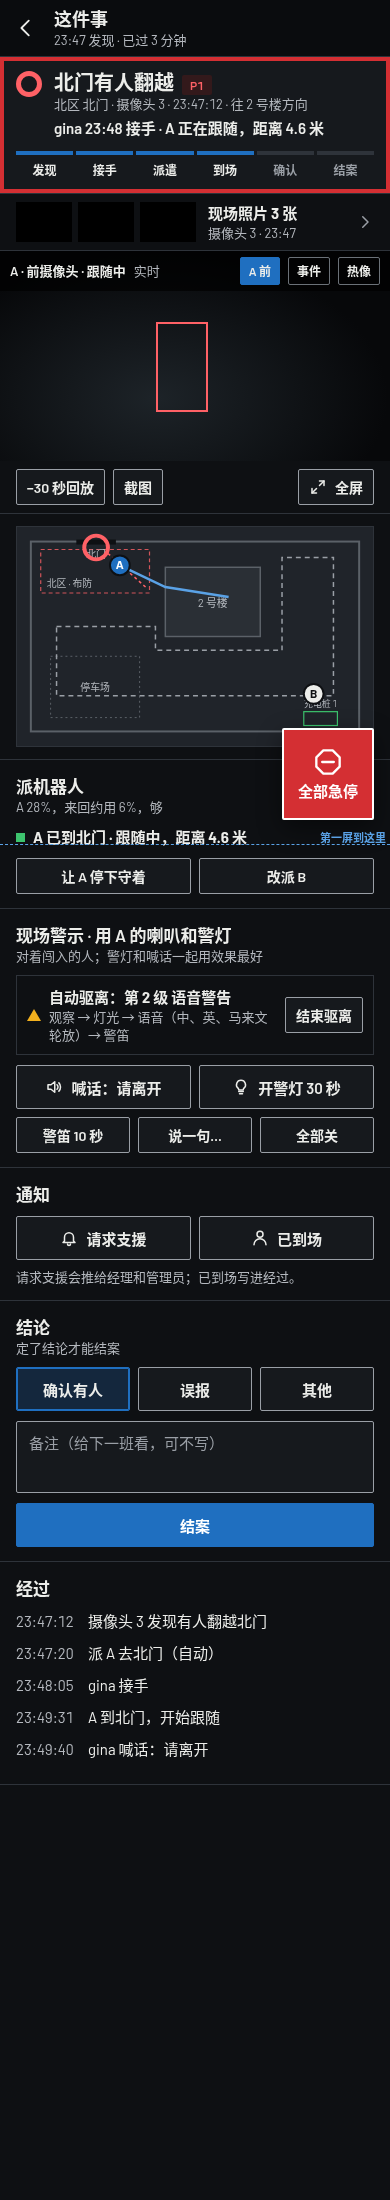 这件事
23:47 发现 · 已过 3 分钟
北门有人翻越 P1
北区 北门 · 摄像头 3 · 23:47:12 · 往 2 号楼方向
gina 23:48 接手 · A 正在跟随，距离 4.6 米
发现 接手 派遣 到场 确认 结案
现场照片 3 张
摄像头 3 · 23:47
A · 前摄像头 · 跟随中 实时 A 前 事件 热像
−30 秒回放 截图 全屏
北门
A
北区 · 布防
2 号楼
停车场
B
充电桩 1
全部急停
派机器人
A 28%，来回约用 6%，够
A 已到北门 · 跟随中，距离 4.6 米
第一屏到这里
让 A 停下守着 改派 B
现场警示 · 用 A 的喇叭和警灯
对着闯入的人；警灯和喊话一起用效果最好
自动驱离：第 2 级 语音警告
观察 → 灯光 → 语音（中、英、马来文
轮放）→ 警笛
结束驱离
喊话：请离开 开警灯 30 秒
警笛 10 秒 说一句… 全部关
通知
请求支援 已到场
请求支援会推给经理和管理员；已到场写进经过。
结论
定了结论才能结案
确认有人 误报 其他
备注（给下一班看，可不写）
结案
经过
23:47:12 摄像头 3 发现有人翻越北门
23:47:20 派 A 去北门（自动）
23:48:05 gina 接手
23:49:31 A 到北门，开始跟随
23:49:40 gina 喊话：请离开